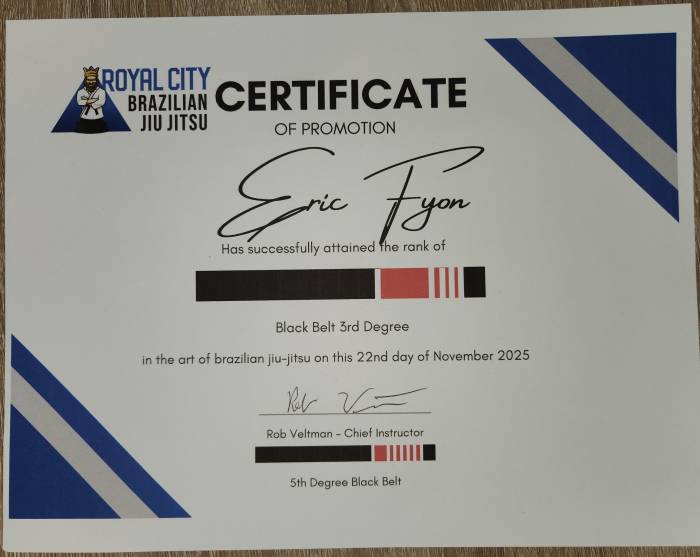 ROYAL CITY
BRAZILIAN
JIU JITSU
CERTIFICATE
OF PROMOTION
Eric Fyon
Has successfully attained the rank of
Black Belt 3rd Degree
in the art of brazilian jiu-jitsu on this 22nd day of November 2025
Rob Veltman - Chief Instructor
5th Degree Black Belt